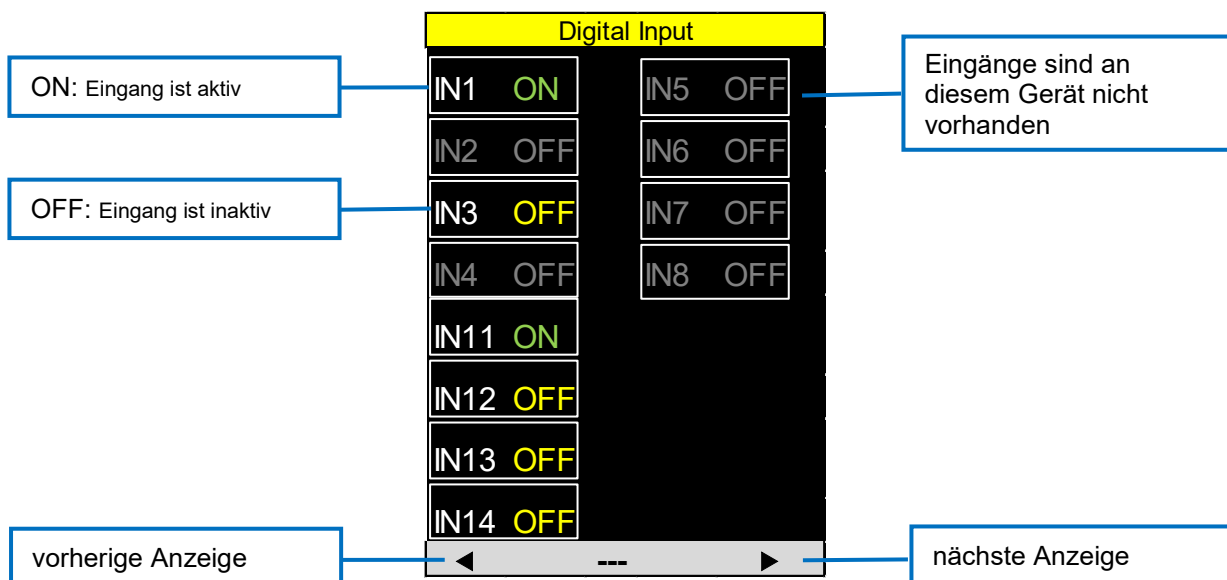 Digital Input
ON: Eingang ist aktiv
IN1 ON
IN5 OFF
Eingänge sind an
diesem Gerät nicht
vorhanden
IN2 OFF
IN6 OFF
OFF: Eingang ist inaktiv
IN3 OFF
IN7 OFF
IN4 OFF
IN8 OFF
IN11 ON
IN12 OFF
IN13 OFF
IN14 OFF
vorherige Anzeige
◄ --- ►
nächste Anzeige